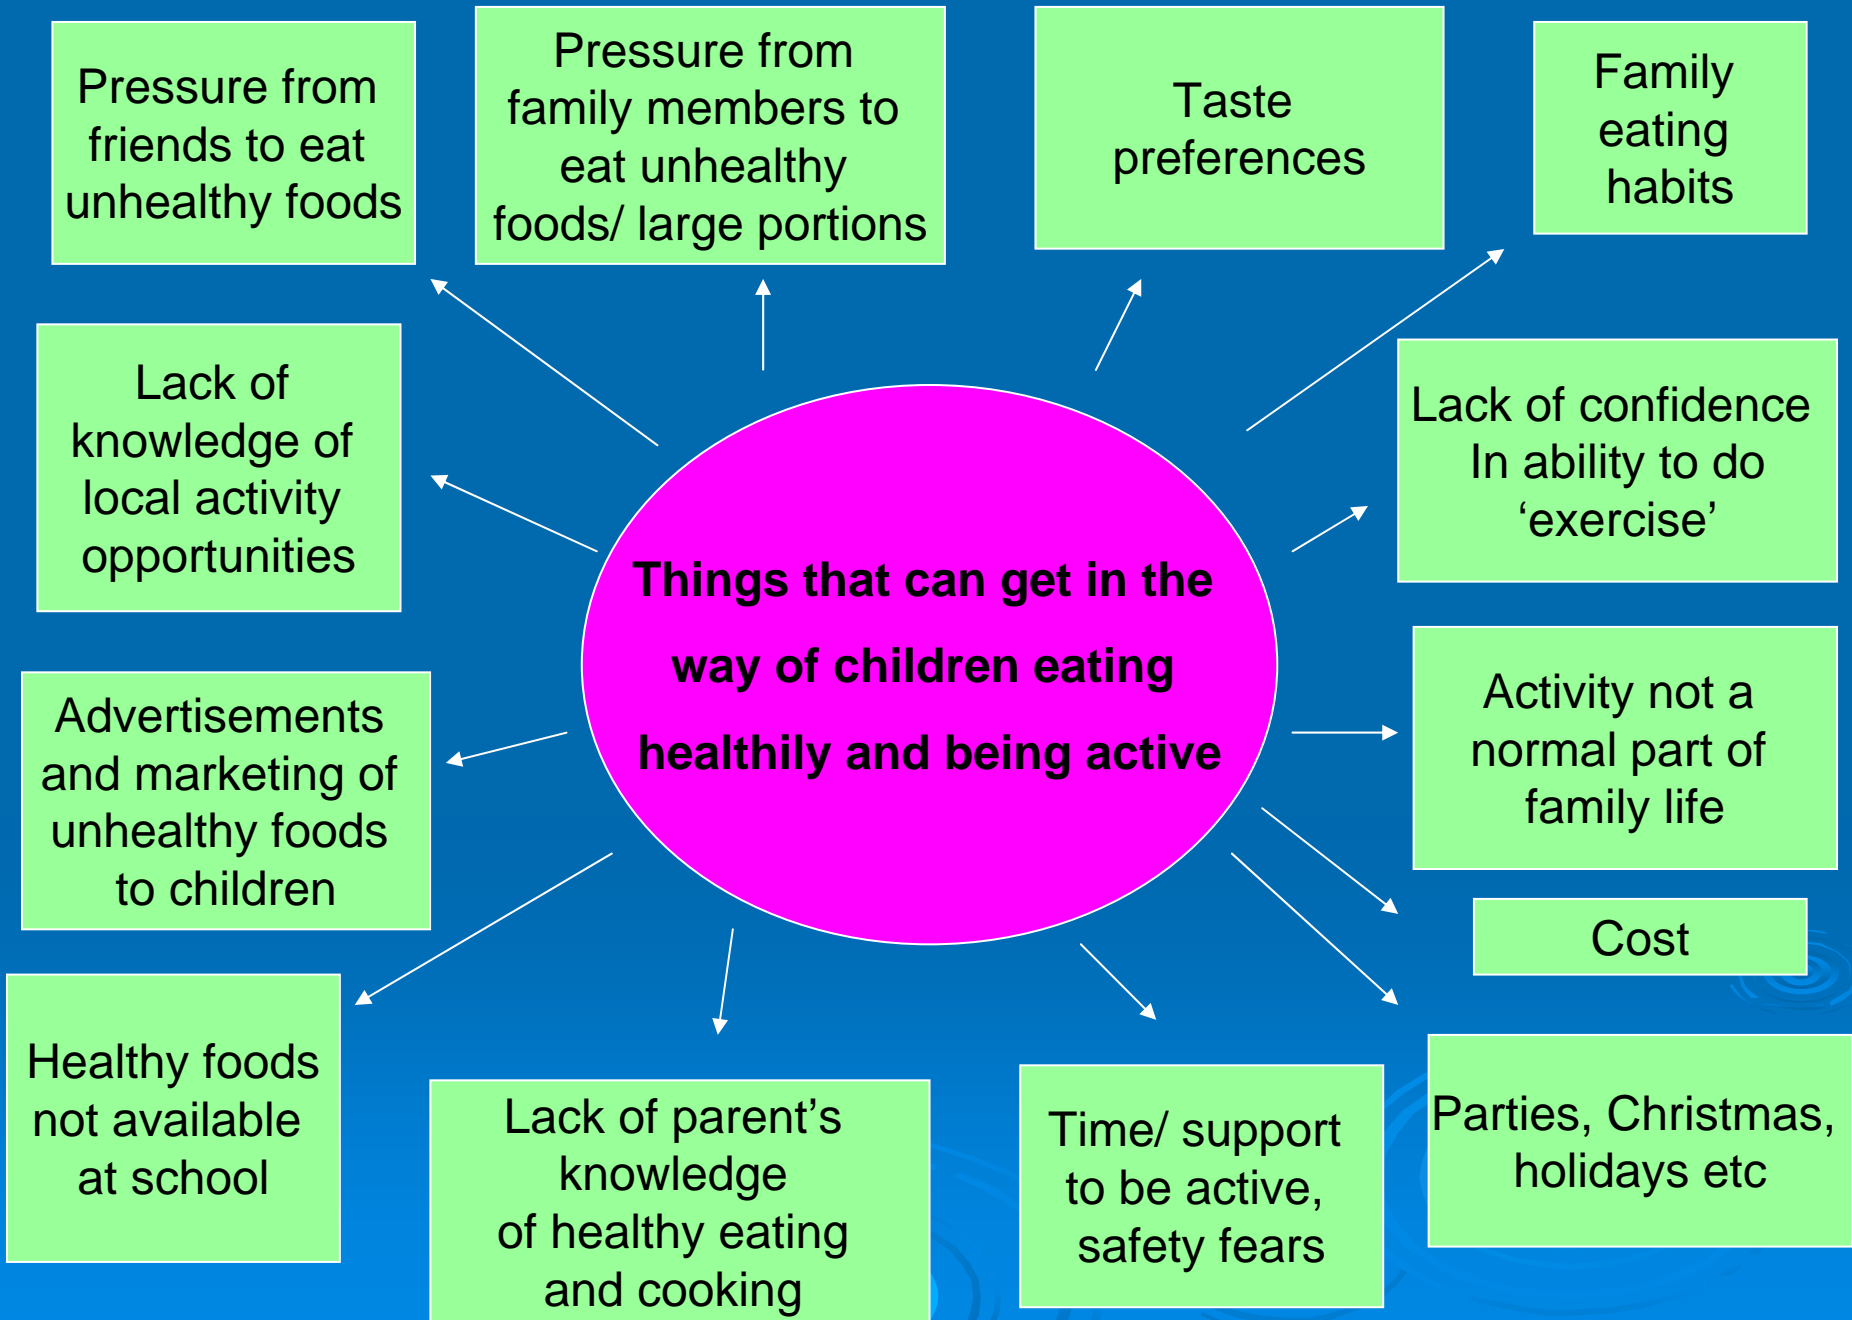 Pressure from
friends to eat
unhealthy foods
Pressure from
family members to
eat unhealthy
foods/ large portions
Taste
preferences
Family
eating
habits
Lack of
knowledge of
local activity
opportunities
Lack of confidence
In ability to do
‘exercise’
Things that can get in the
way of children eating
healthily and being active
Advertisements
and marketing of
unhealthy foods
to children
Activity not a
normal part of
family life
Cost
Healthy foods
not available
at school
Lack of parent’s
knowledge
of healthy eating
and cooking
Time/ support
to be active,
safety fears
Parties, Christmas,
holidays etc